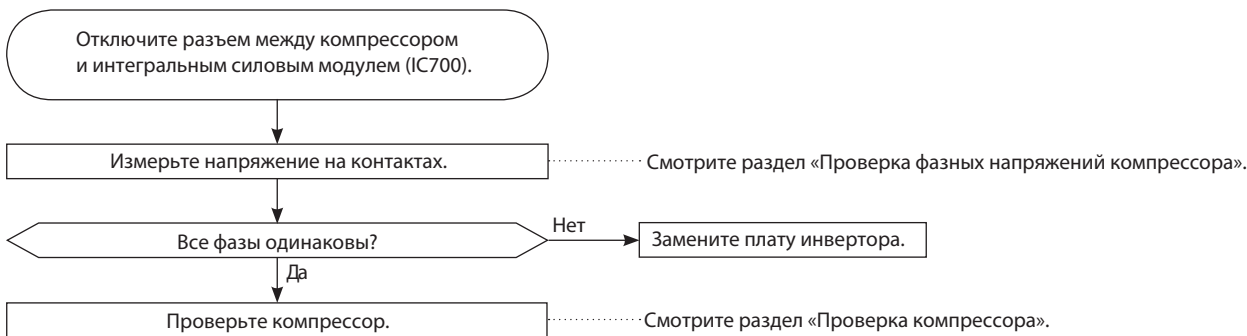 Отключите разъем между компрессором
и интегральным силовым модулем (IC700).
Измерьте напряжение на контактах.
Смотрите раздел «Проверка фазных напряжений компрессора».
Все фазы одинаковы?
Нет
Замените плату инвертора.
Да
Проверьте компрессор.
Смотрите раздел «Проверка компрессора».